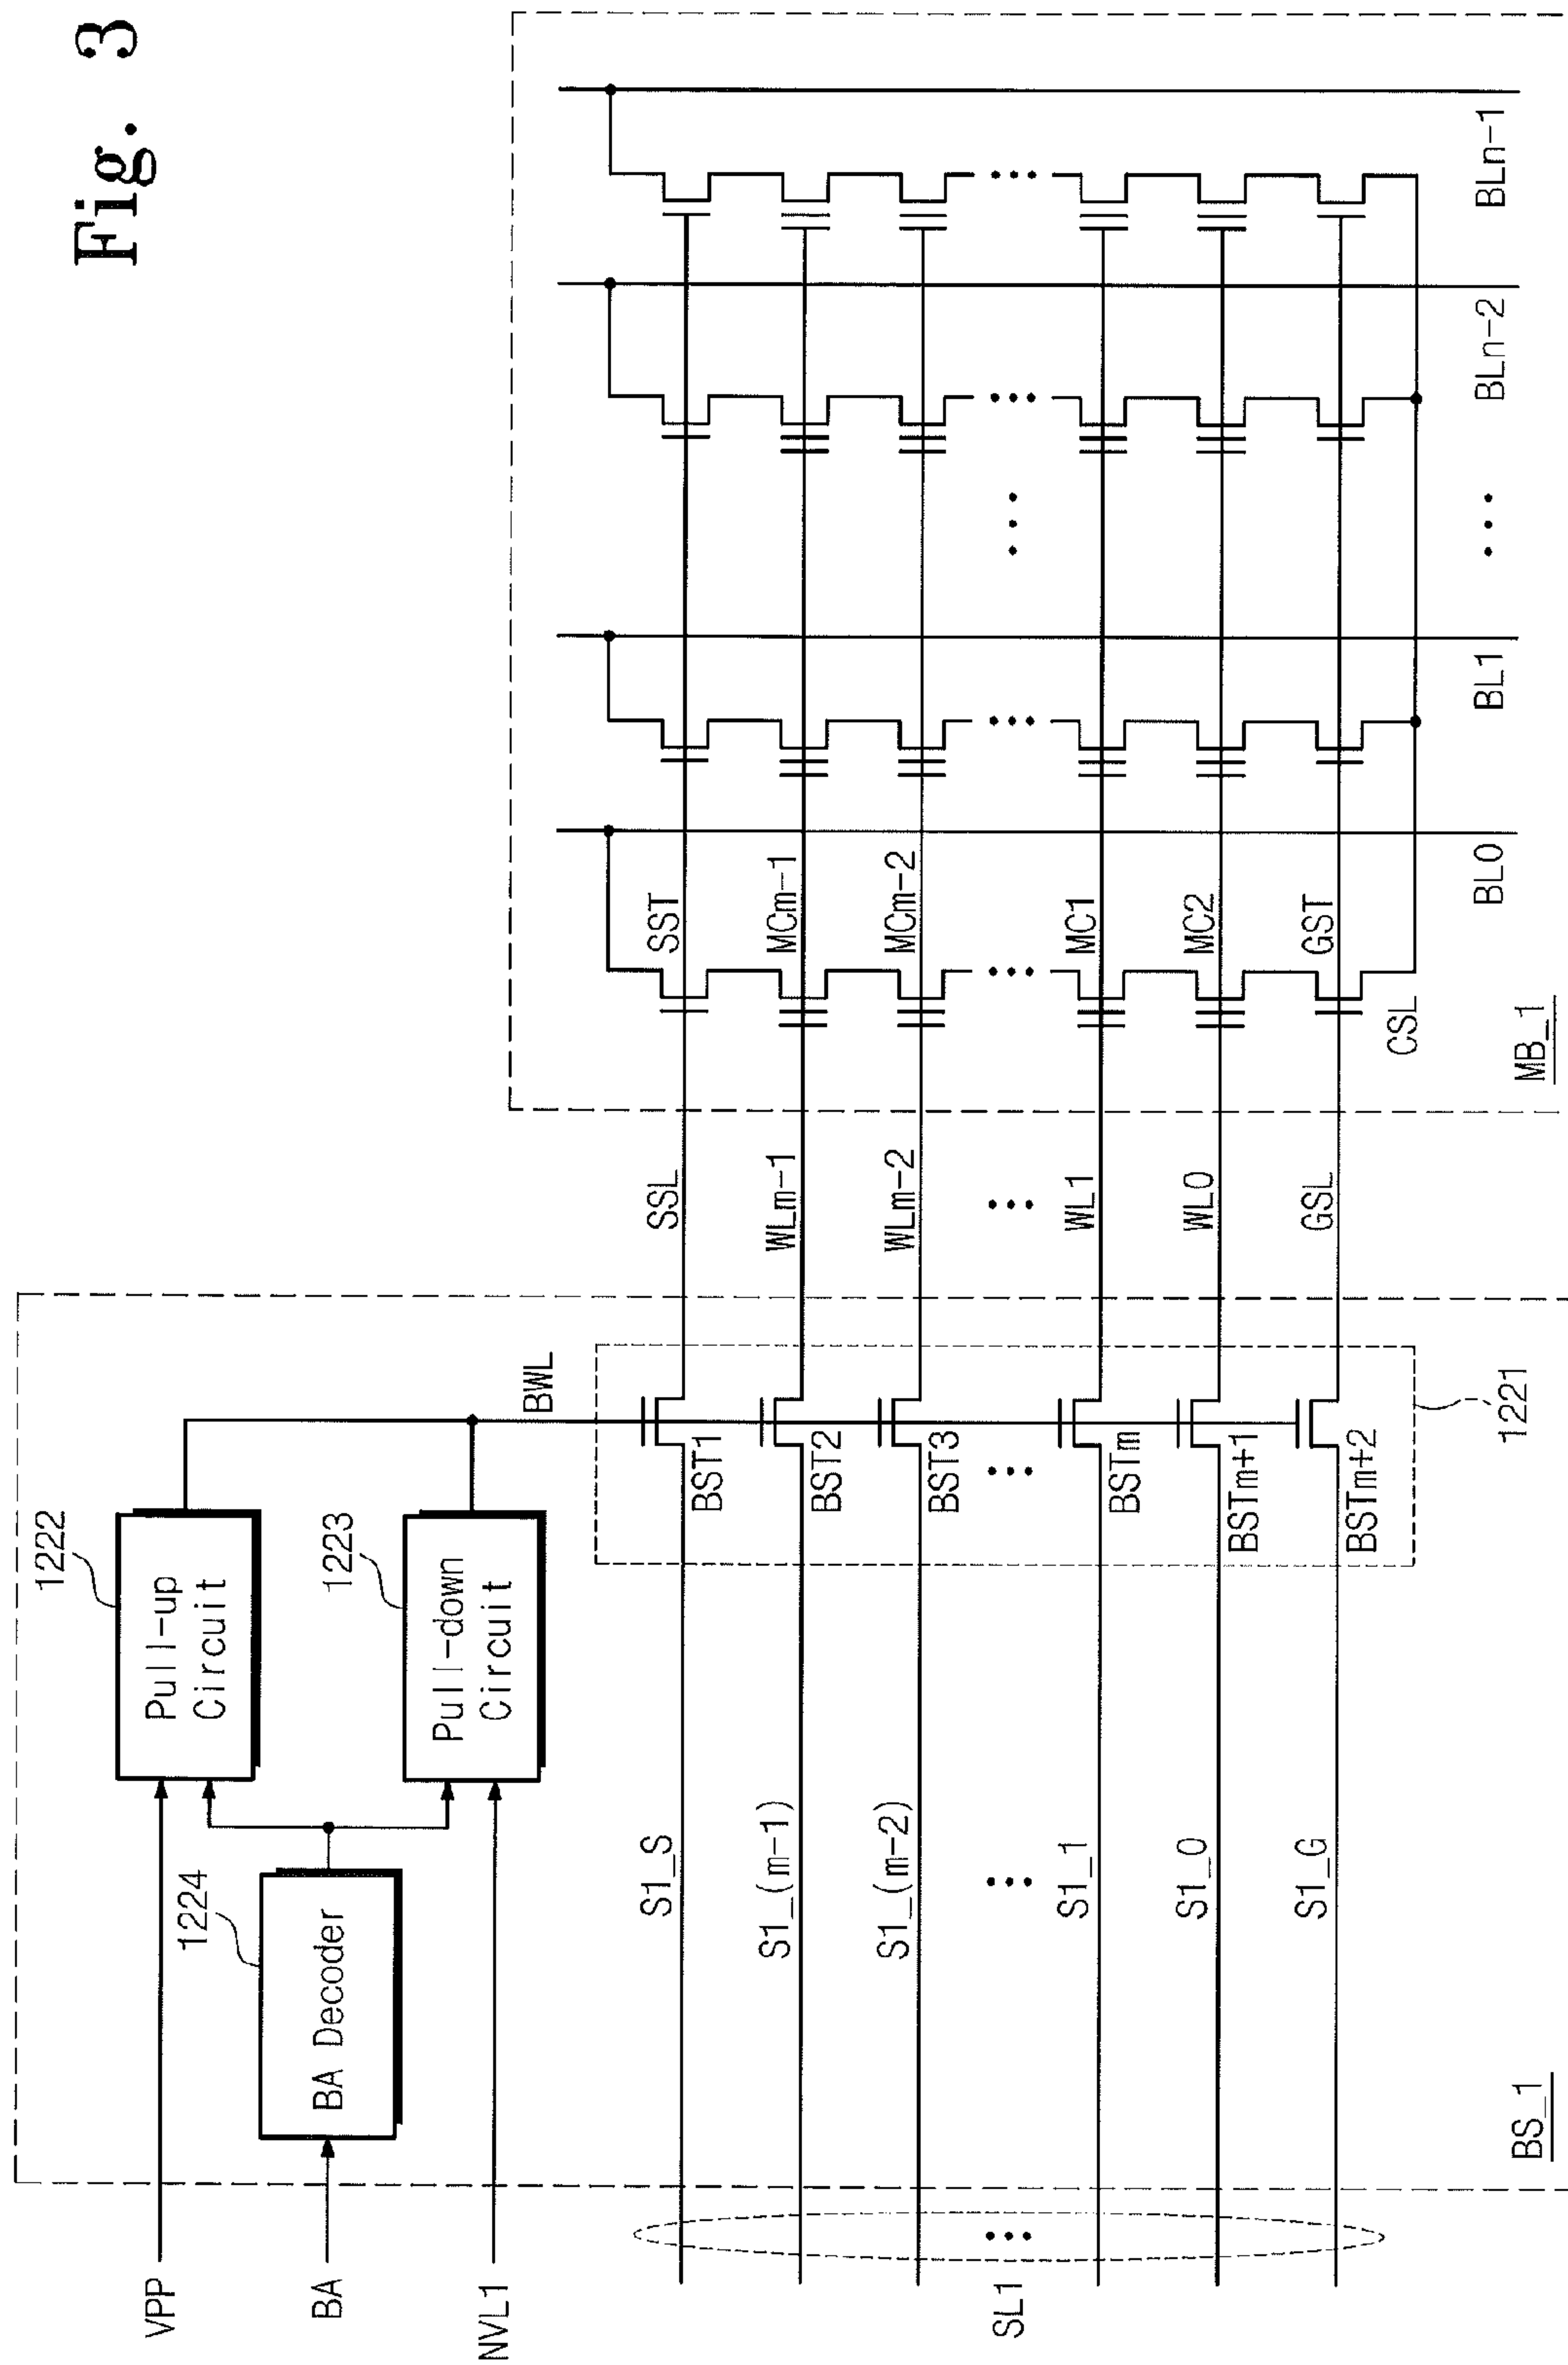 Fig. 3
VPP
BA
NVL1
1222
Pull-up
Circuit
1223
Pull-down
Circuit
1224
BA Decoder
BWL
S1_S
BST1
SSL
SST
S1_(m-1)
BST2
WLm-1
MCm-1
S1_(m-2)
BST3
WLm-2
MCm-2
SL1
S1_1
BSTm
WL1
MC1
S1_0
BSTm+1
WL0
MC2
S1_G
BSTm+2
GSL
GST
1221
CSL
BL0
BL1
BLn-2
BLn-1
BS_1
MB_1